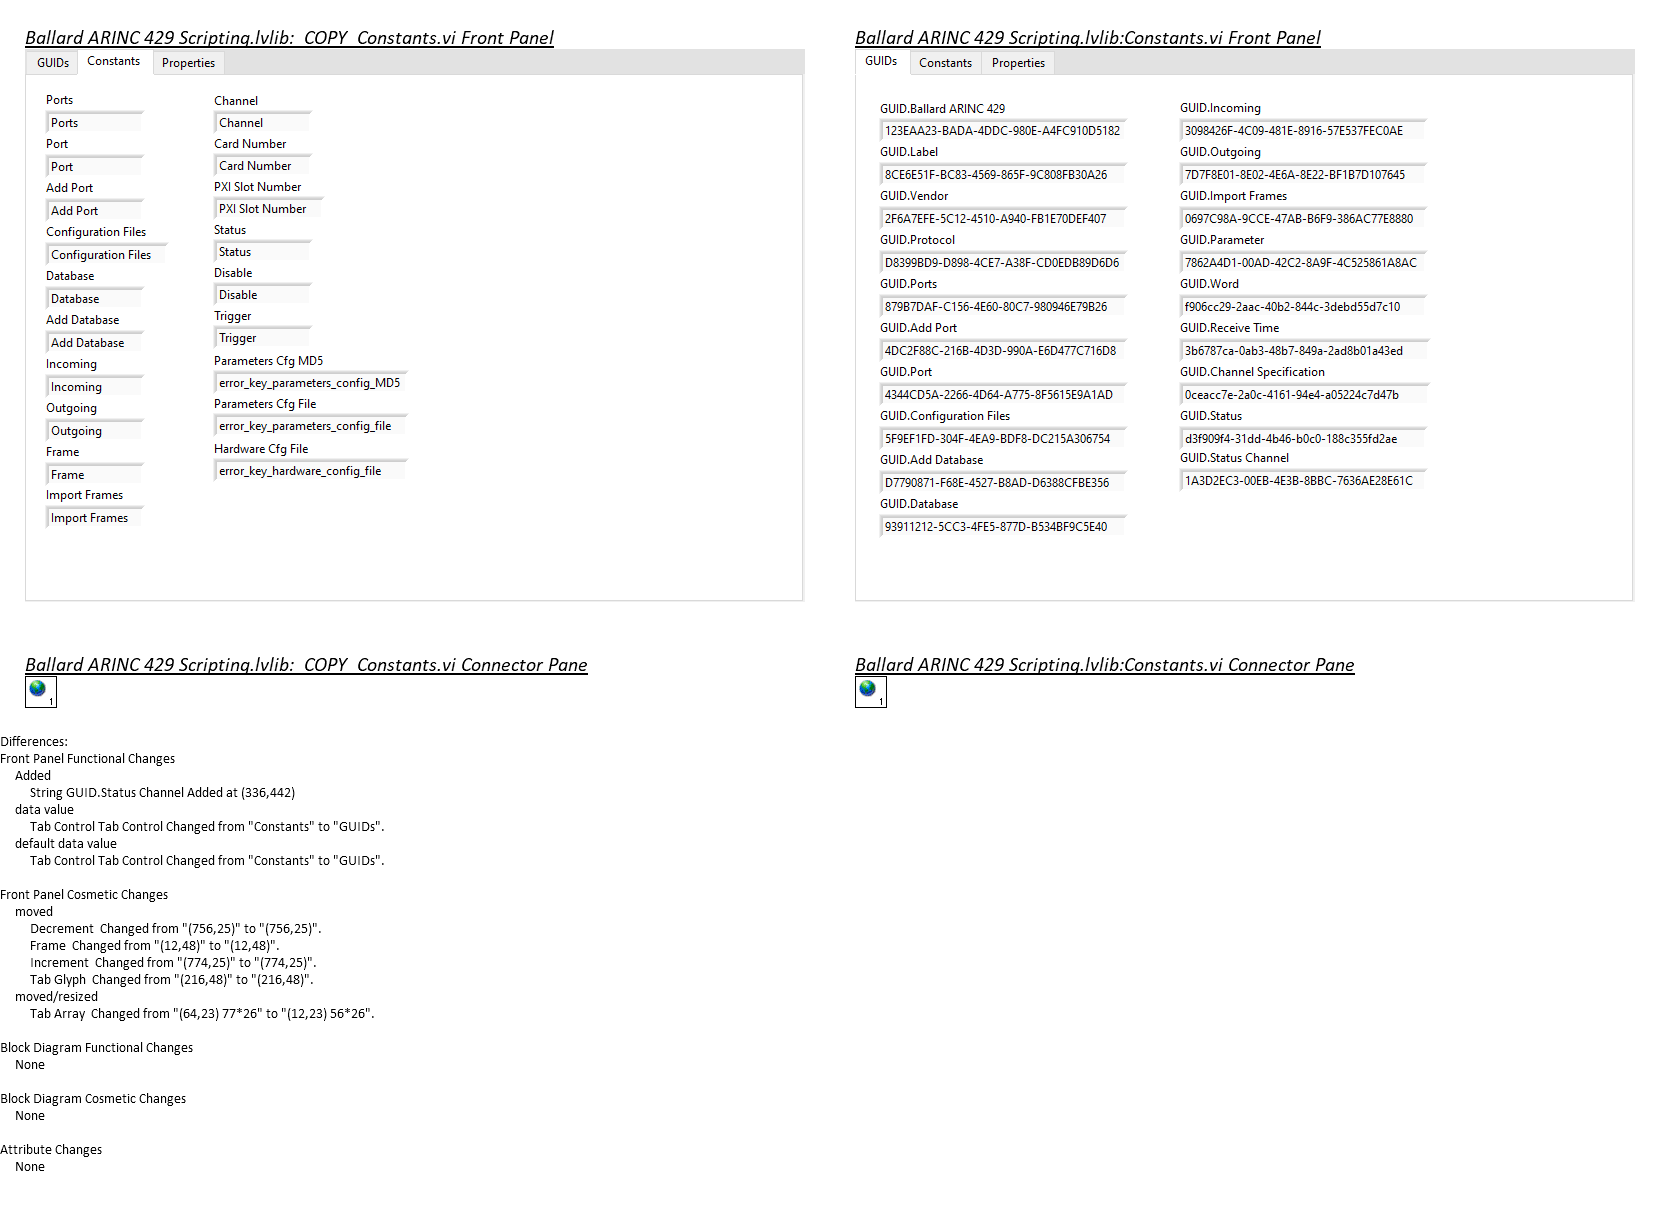 Ballard ARINC 429 Scripting.lvlib:_COPY_Constants.vi Front Panel
GUIDs Constants Properties
Ports
Ports
Port
Port
Add Port
Add Port
Configuration Files
Configuration Files
Database
Database
Add Database
Add Database
Incoming
Incoming
Outgoing
Outgoing
Frame
Frame
Import Frames
Import Frames
Channel
Channel
Card Number
Card Number
PXI Slot Number
PXI Slot Number
Status
Status
Disable
Disable
Trigger
Trigger
Parameters Cfg MD5
error_key_parameters_config_MD5
Parameters Cfg File
error_key_parameters_config_file
Hardware Cfg File
error_key_hardware_config_file
Ballard ARINC 429 Scripting.lvlib:Constants.vi Front Panel
GUIDs Constants Properties
GUID.Ballard ARINC 429
123EAA23-BADA-4DDC-980E-A4FC910D5182
GUID.Label
8CE6E51F-BC83-4569-865F-9C808FB30A26
GUID.Vendor
2F6A7EFE-5C12-4510-A940-FB1E70DEF407
GUID.Protocol
D8399BD9-D898-4CE7-A38F-CD0EDB89D6D6
GUID.Ports
879B7DAF-C156-4E60-80C7-980946E79B26
GUID.Add Port
4DC2F88C-216B-4D3D-990A-E6D477C716D8
GUID.Port
4344CD5A-2266-4D64-A775-8F5615E9A1AD
GUID.Configuration Files
5F9EF1FD-304F-4EA9-BDF8-DC215A306754
GUID.Add Database
D7790871-F68E-4527-B8AD-D6388CFBE356
GUID.Database
93911212-5CC3-4FE5-877D-B534BF9C5E40
GUID.Incoming
3098426F-4C09-481E-8916-57E537FEC0AE
GUID.Outgoing
7D7F8E01-8E02-4E6A-8E22-BF1B7D107645
GUID.Import Frames
0697C98A-9CCE-47AB-B6F9-386AC77E8880
GUID.Parameter
7862A4D1-00AD-42C2-8A9F-4C525861A8AC
GUID.Word
f906cc29-2aac-40b2-844c-3debd55d7c10
GUID.Receive Time
3b6787ca-0ab3-48b7-849a-2ad8b01a43ed
GUID.Channel Specification
0ceacc7e-2a0c-4161-94e4-a05224c7d47b
GUID.Status
d3f909f4-31dd-4b46-b0c0-188c355fd2ae
GUID.Status Channel
1A3D2EC3-00EB-4E3B-8BBC-7636AE28E61C
Ballard ARINC 429 Scripting.lvlib:_COPY_Constants.vi Connector Pane
1
Ballard ARINC 429 Scripting.lvlib:Constants.vi Connector Pane
1
Differences:
Front Panel Functional Changes
Added
String GUID.Status Channel Added at (336,442)
data value
Tab Control Tab Control Changed from "Constants" to "GUIDs".
default data value
Tab Control Tab Control Changed from "Constants" to "GUIDs".
Front Panel Cosmetic Changes
moved
Decrement  Changed from "(756,25)" to "(756,25)".
Frame  Changed from "(12,48)" to "(12,48)".
Increment  Changed from "(774,25)" to "(774,25)".
Tab Glyph  Changed from "(216,48)" to "(216,48)".
moved/resized
Tab Array  Changed from "(64,23) 77*26" to "(12,23) 56*26".
Block Diagram Functional Changes
None
Block Diagram Cosmetic Changes
None
Attribute Changes
None